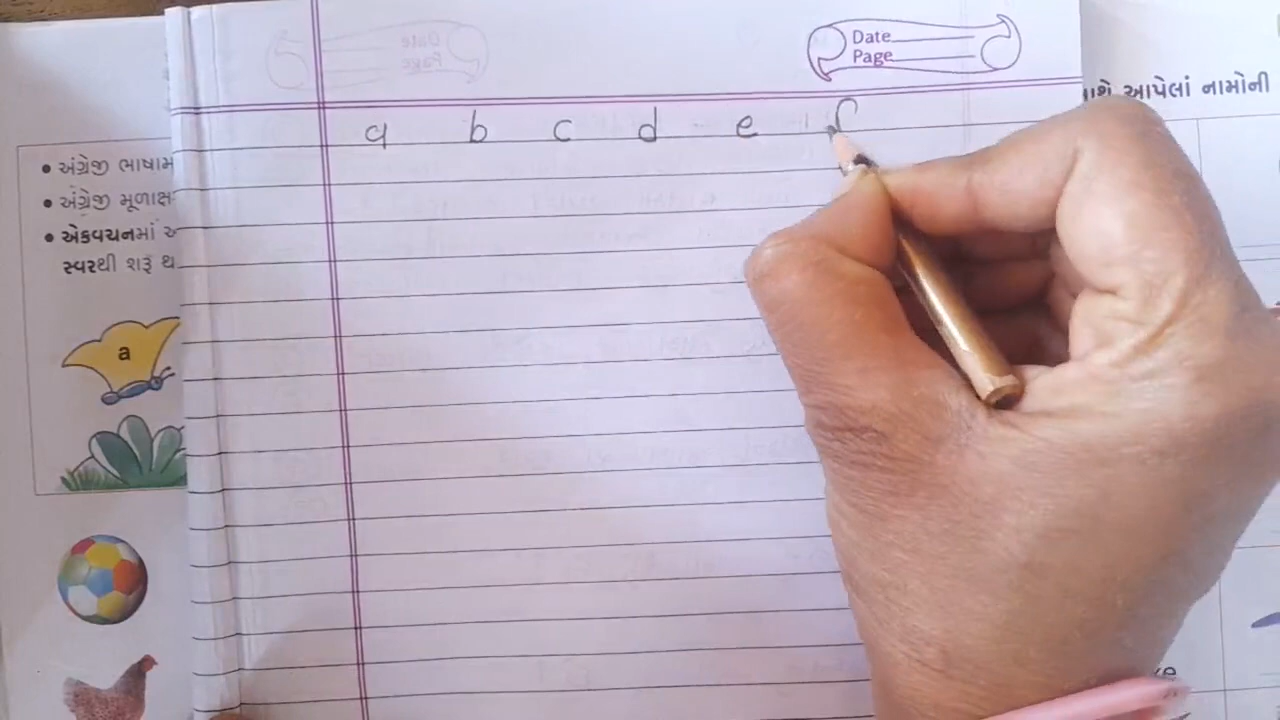 Date
Page
a b c d e f
ાથે આપેલાં નામોની
• અંગ્રેજી ભાષામ
• અંગ્રેજી મૂળાક્ષ
• એકવચનમાં અ
સ્વરથી શરૂ થ
a